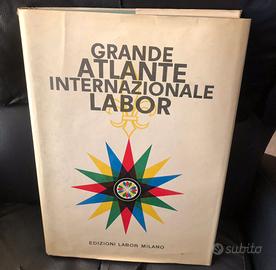 GRANDE
ATLANTE
INTERNAZIONALE
LABOR
EDIZIONI LABOR MILANO
subito